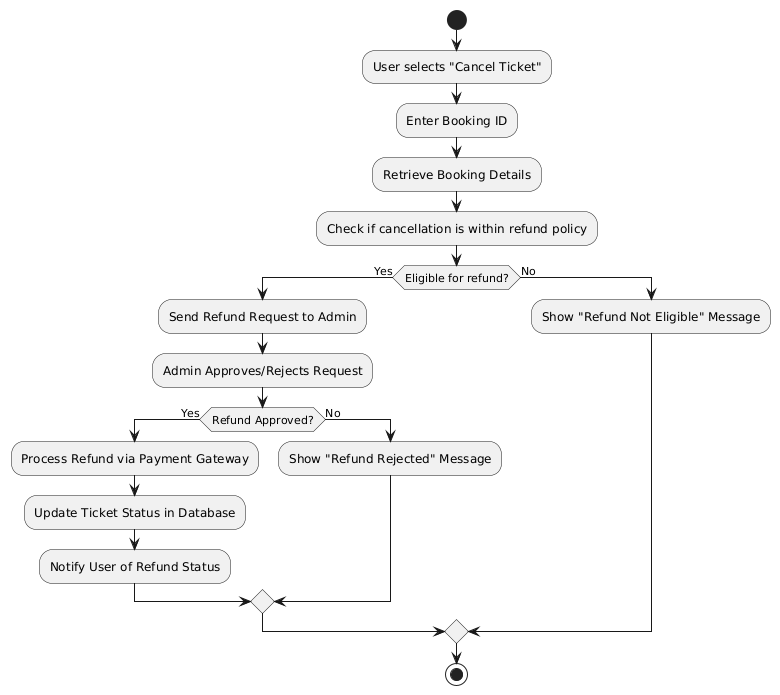 User selects "Cancel Ticket"
Enter Booking ID
Retrieve Booking Details
Check if cancellation is within refund policy
Yes
Eligible for refund?
No
Send Refund Request to Admin
Show "Refund Not Eligible" Message
Admin Approves/Rejects Request
Yes
Refund Approved?
No
Process Refund via Payment Gateway
Show "Refund Rejected" Message
Update Ticket Status in Database
Notify User of Refund Status